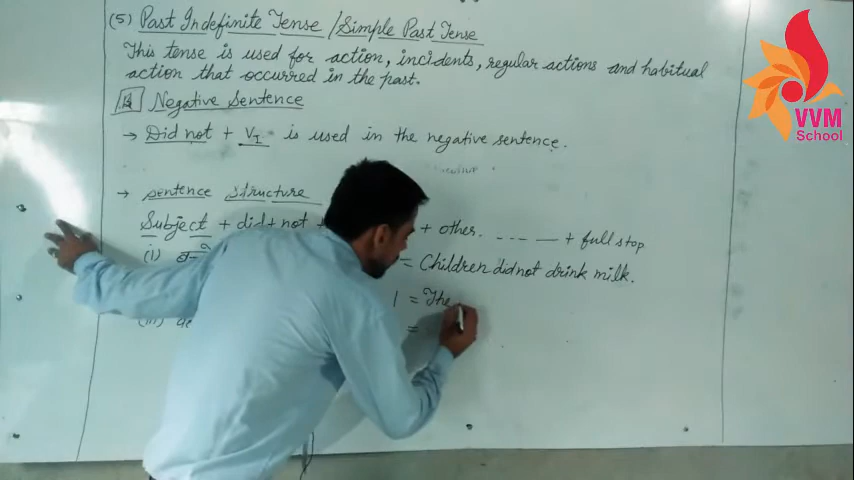 (5) Past Indefinite Tense / Simple Past Tense
This tense is used for action, incidents, regular actions and habitual
action that occurred in the past.
Negative Sentence
→ Did not + V1 is used in the negative sentence.
→ Sentence Structure
Subject + did + not + + other. --- — + full stop
(i) = Children did not drink milk.
। = The
(iii) =
VVM
School